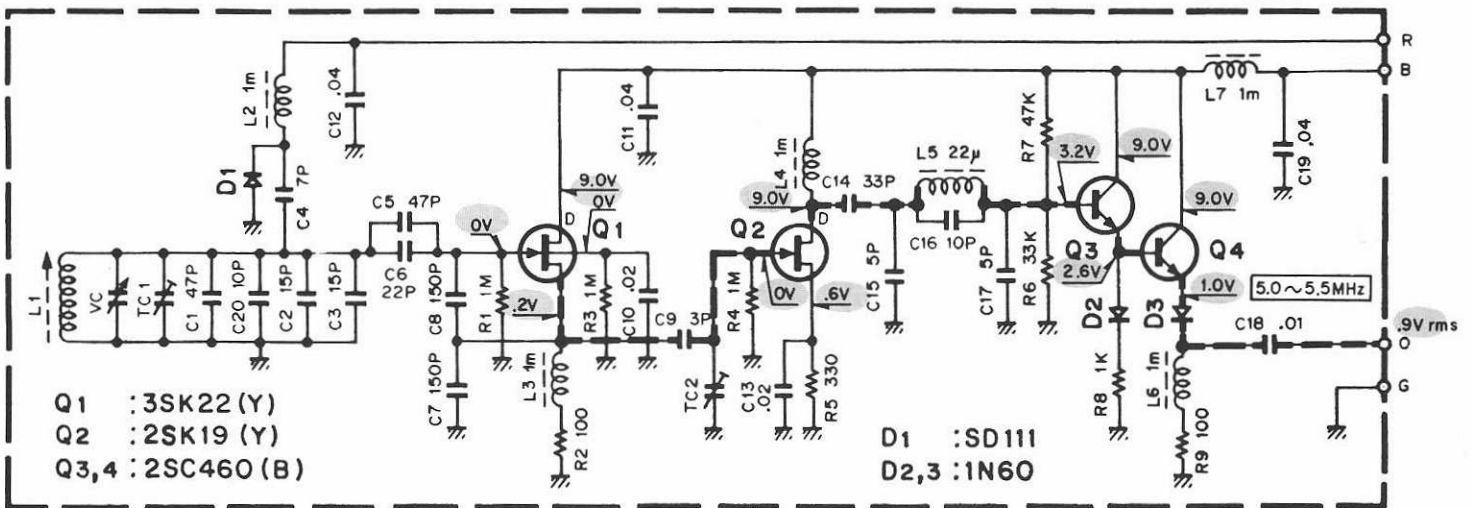 R
B
L2 1m
C12 .04
L7 1m
C11 .04
R7 47K
C19 .04
D1
C4 7P
L4 1m
L5 22μ
3.2V
9.0V
C5 47P
9.0V
0V
D
C14 33P
9.0V
D
9.0V
0V
Q1
Q2
C16 10P
Q3
Q4
C6
22P
L1
VC
TC1
C1 47P
C20 10P
C2 15P
C3 15P
C8 150P
R1 1M
.2V
R3 1M
C10 .02
C9 3P
R4 1M
0V
.6V
C15 5P
C17 5P
R6 33K
2.6V
1.0V
5.0~5.5MHz
D2
D3
C18 .01
.9V rms
O
C7 150P
L3 1m
TC2
C13
.02
R5 330
R8 1K
L6 1m
G
R2 100
R9 100
Q1 :3SK22(Y)
Q2 :2SK19(Y)
Q3,4 :2SC460(B)
D1 :SD111
D2,3 :1N60